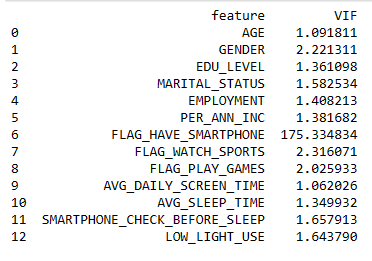 feature VIF
0 AGE 1.091811
1 GENDER 2.221311
2 EDU_LEVEL 1.361098
3 MARITAL_STATUS 1.582534
4 EMPLOYMENT 1.408213
5 PER_ANN_INC 1.381682
6 FLAG_HAVE_SMARTPHONE 175.334834
7 FLAG_WATCH_SPORTS 2.316071
8 FLAG_PLAY_GAMES 2.025933
9 AVG_DAILY_SCREEN_TIME 1.062026
10 AVG_SLEEP_TIME 1.349932
11 SMARTPHONE_CHECK_BEFORE_SLEEP 1.657913
12 LOW_LIGHT_USE 1.643790